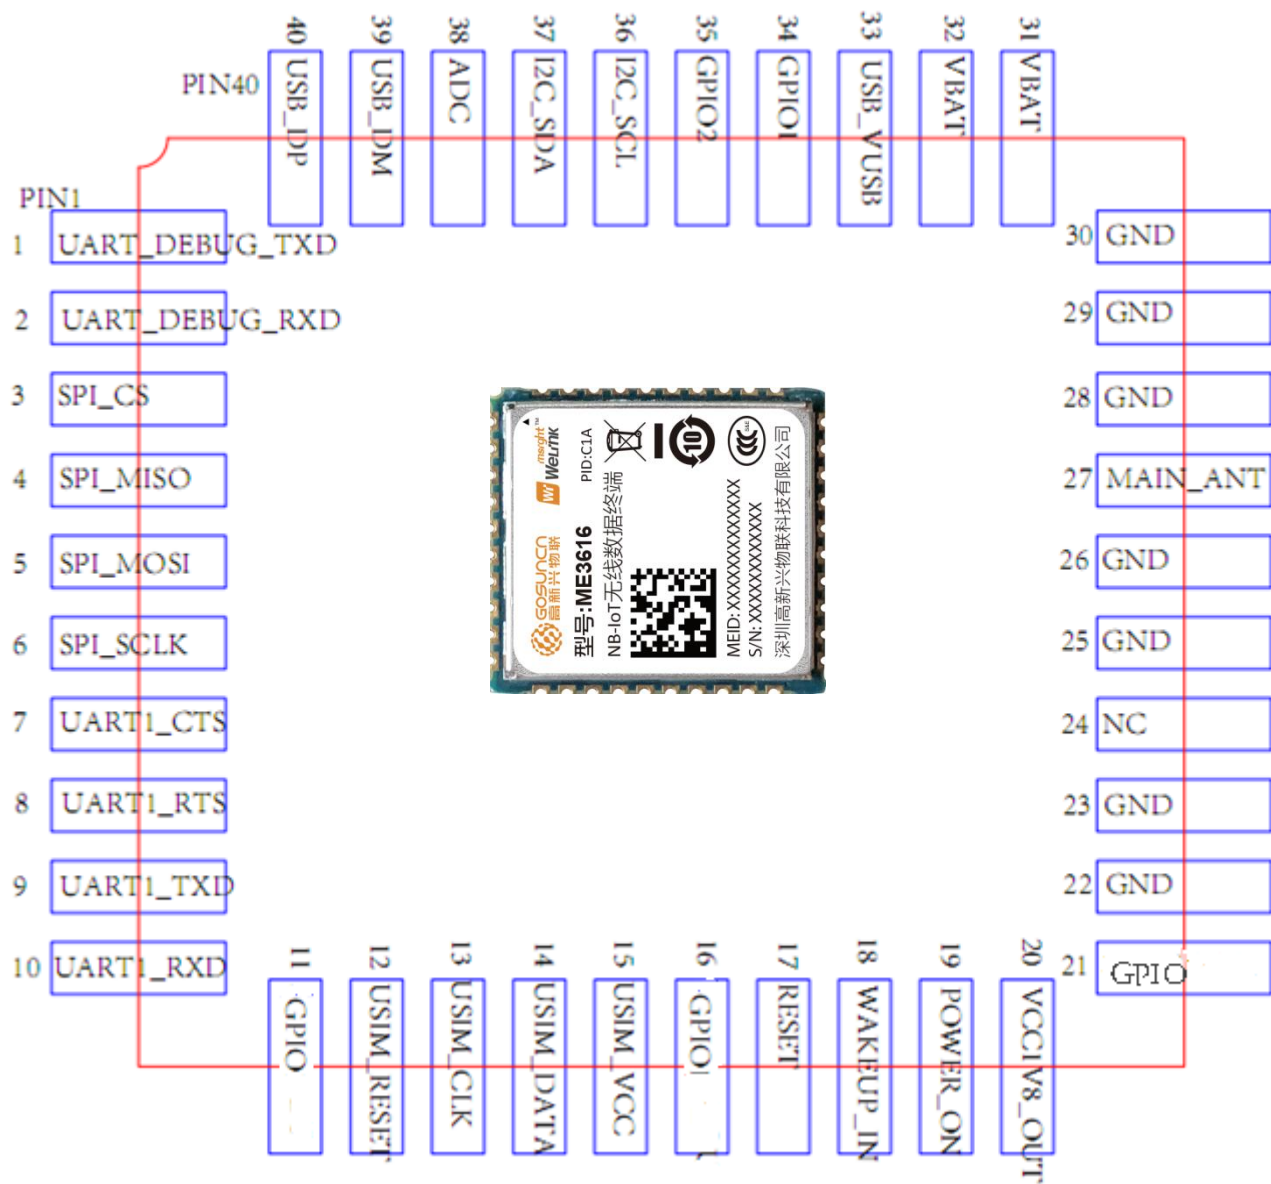 40 USB_DP
39 USB_DM
38 ADC
37 I2C_SDA
36 I2C_SCL
35 GPIO2
34 GPIO1
33 USB_VUSB
32 VBAT
31 VBAT
PIN40
PIN1
1 UART_DEBUG_TXD
2 UART_DEBUG_RXD
3 SPI_CS
4 SPI_MISO
5 SPI_MOSI
6 SPI_SCLK
7 UART1_CTS
8 UART1_RTS
9 UART1_TXD
10 UART1_RXD
30 GND
29 GND
28 GND
27 MAIN_ANT
26 GND
25 GND
24 NC
23 GND
22 GND
21 GPIO
GOSUNCN
高新兴物联
WeLink
型号:ME3616
PID:C1A
NB-IoT无线数据终端
10
MEID: XXXXXXXXXXXXXX
S/N: XXXXXXXXXXXX
深圳高新兴物联科技有限公司
11 GPIO
12 USIM_RESET
13 USIM_CLK
14 USIM_DATA
15 USIM_VCC
16 GPIO
17 RESET
18 WAKEUP_IN
19 POWER_ON
20 VCC1V8_OUT